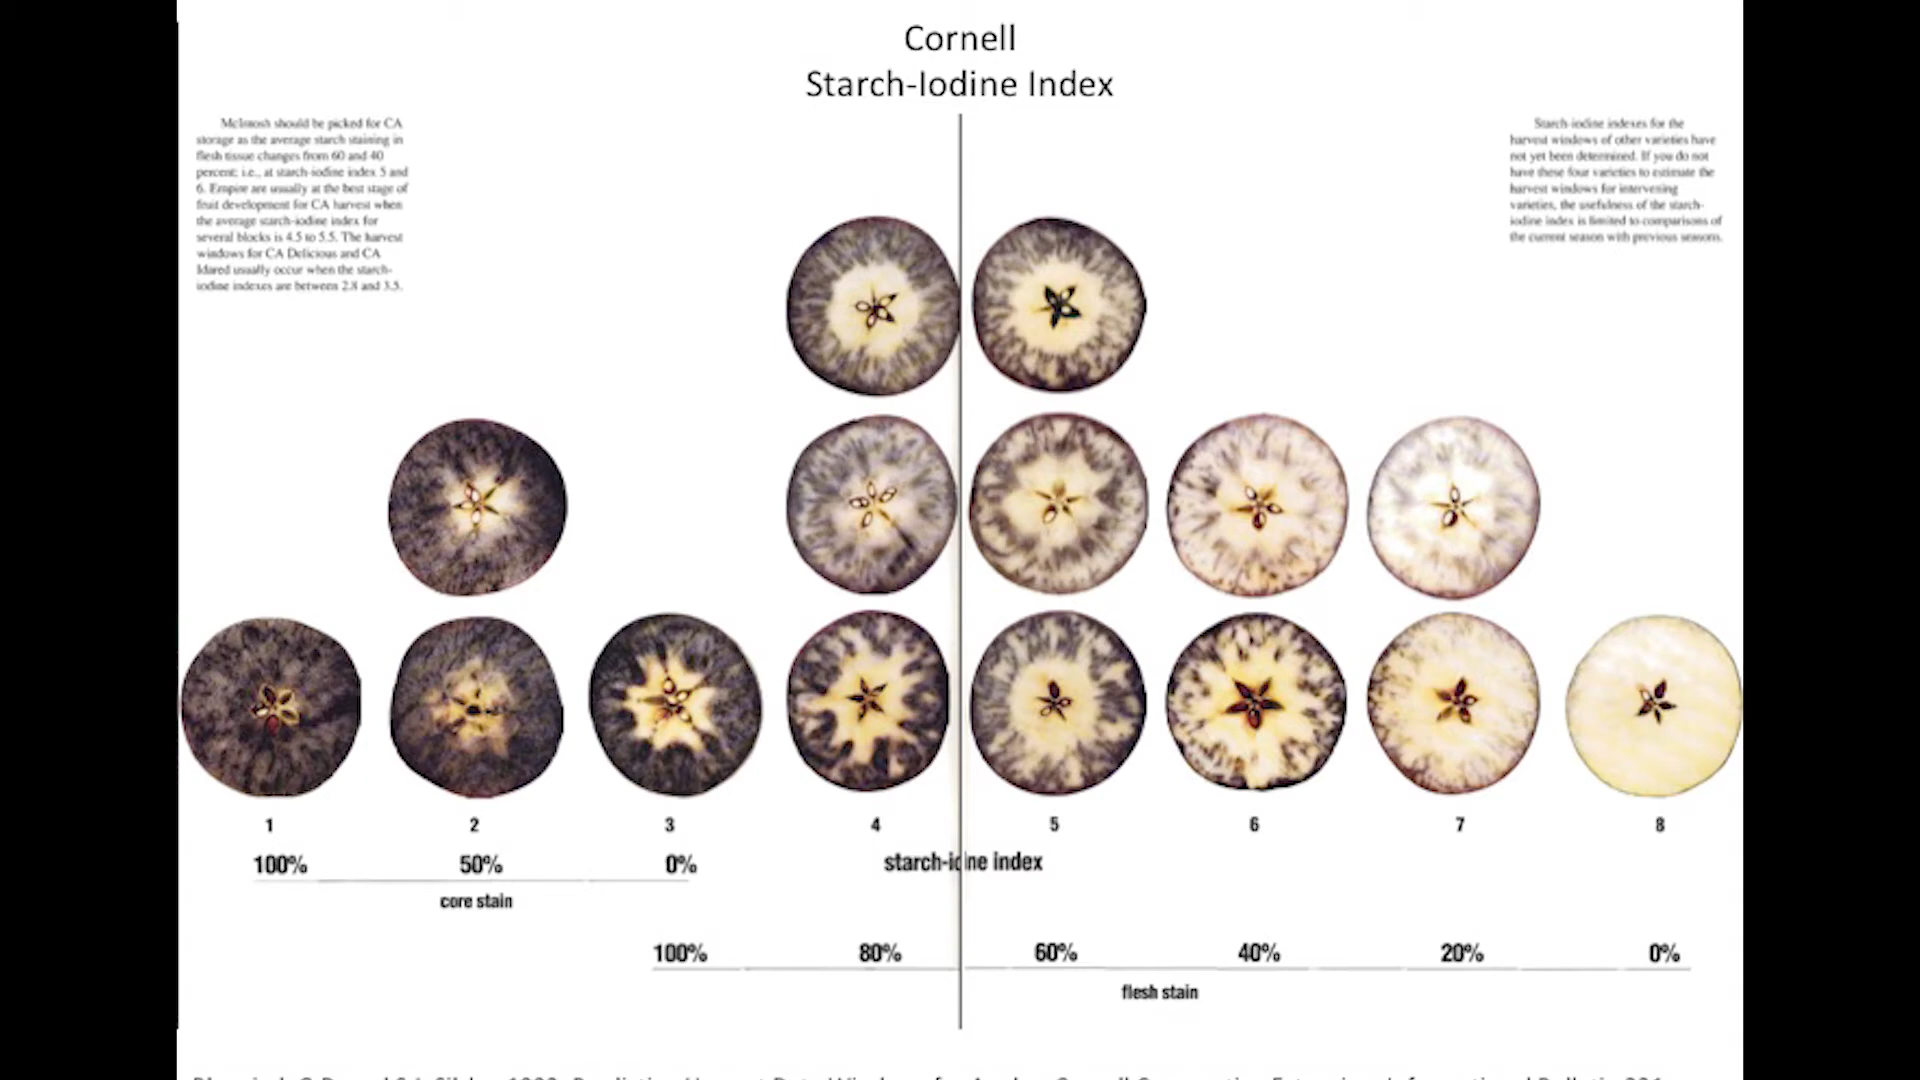 Cornell
Starch-Iodine Index
McIntosh should be picked for CA
storage as the average starch staining in
flesh tissue changes from 60 and 40
percent; i.e., at starch-iodine index 5 and
6. Empire are usually at the best stage of
fruit development for CA harvest when
the average starch-iodine index for
several blocks is 4.5 to 5.5. The harvest
windows for CA Delicious and CA
Idared usually occur when the starch-
iodine indexes are between 2.8 and 3.5.
Starch-iodine indexes for the
harvest windows of other varieties have
not yet been determined. If you do not
have these four varieties to estimate the
harvest windows for intervening
varieties, the usefulness of the starch-
iodine index is limited to comparisons of
the current season with previous seasons.
1 2 3 4 5 6 7 8
100% 50% 0% starch-io ine index
core stain
100% 80% 60% 40% 20% 0%
flesh stain